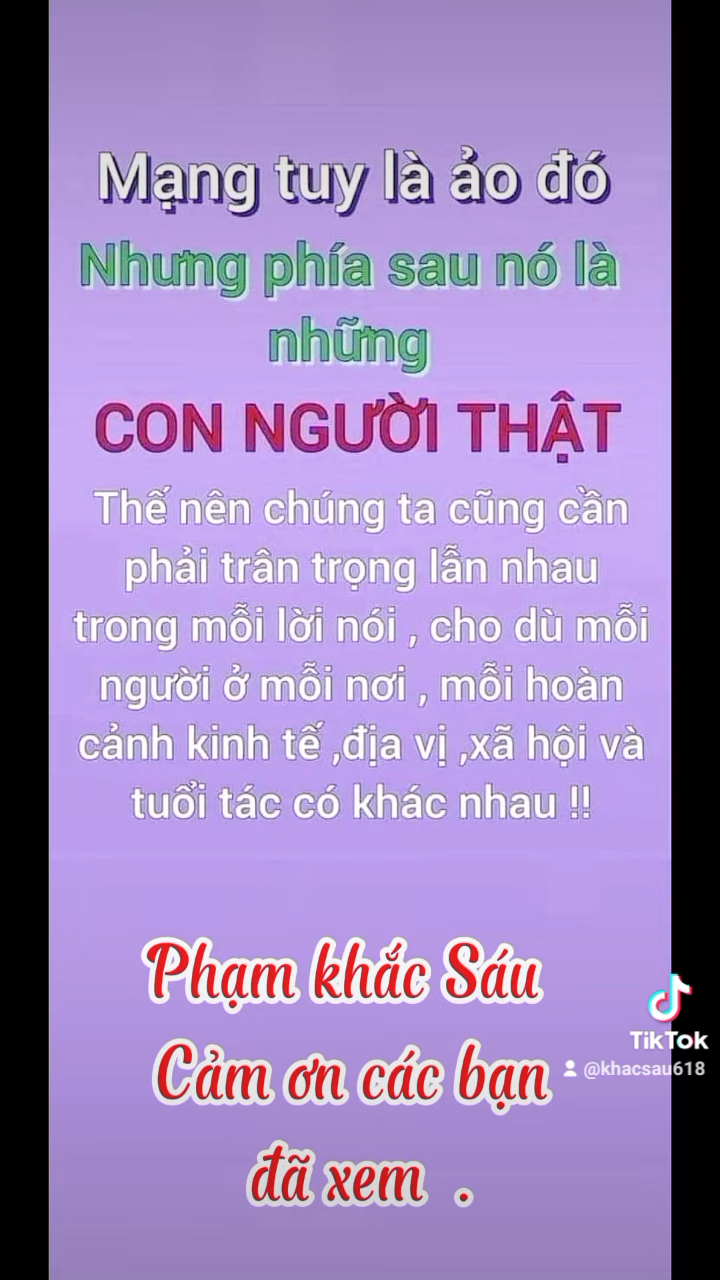 Mạng tuy là ảo đó
Nhưng phía sau nó là
những
CON NGƯỜI THẬT
Thế nên chúng ta cũng cần
phải trân trọng lẫn nhau
trong mỗi lời nói , cho dù mỗi
người ở mỗi nơi , mỗi hoàn
cảnh kinh tế ,địa vị ,xã hội và
tuổi tác có khác nhau !!
Phạm khắc Sáu
Cảm ơn các bạn
đã xem .
TikTok
@khacsau618